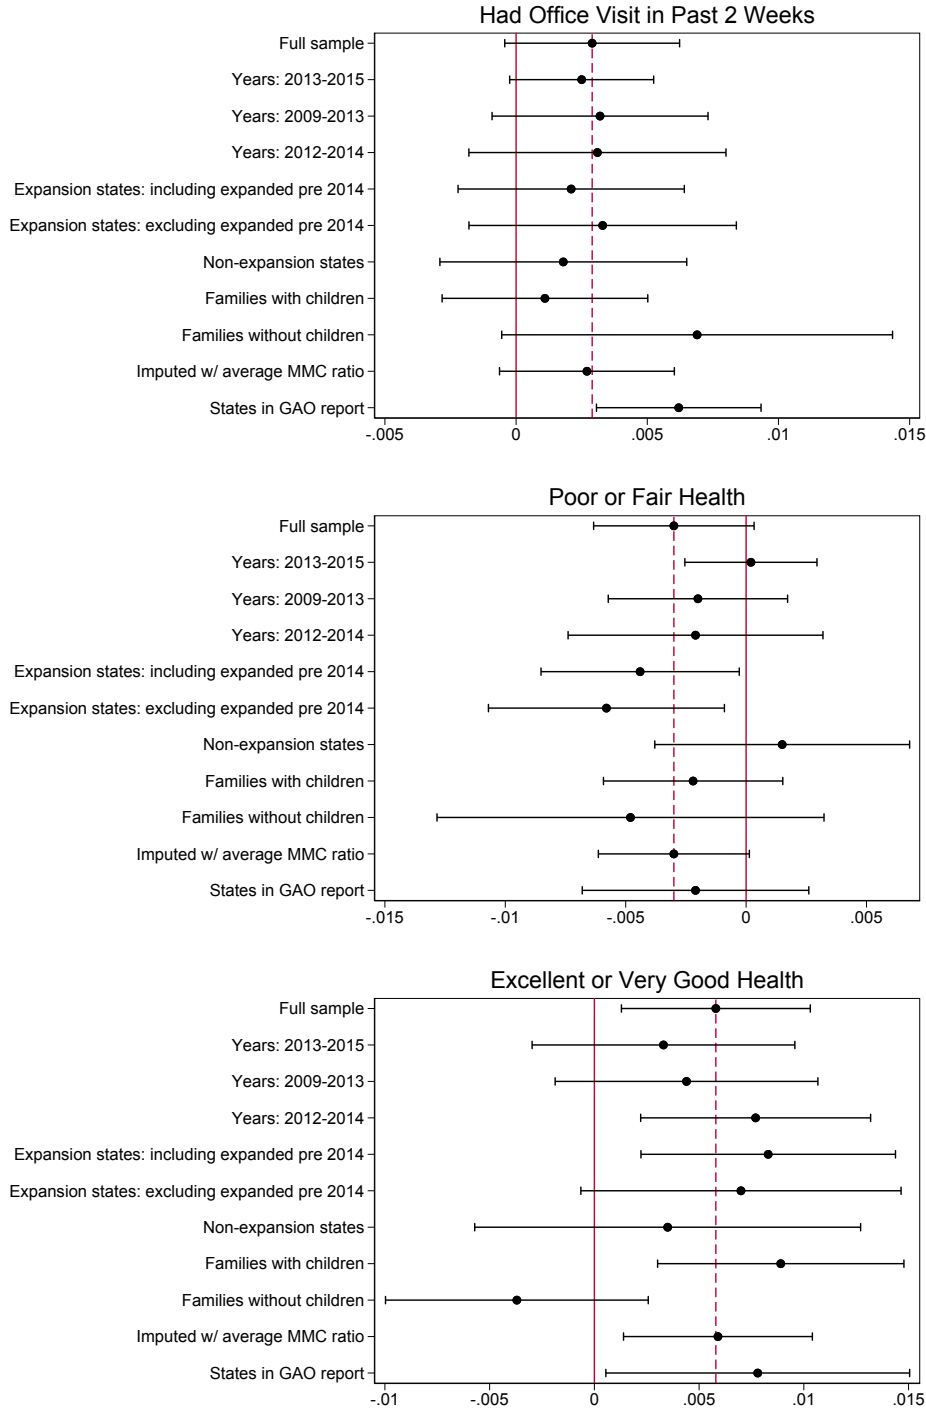 Had Office Visit in Past 2 Weeks
Full sample
Years: 2013-2015
Years: 2009-2013
Years: 2012-2014
Expansion states: including expanded pre 2014
Expansion states: excluding expanded pre 2014
Non-expansion states
Families with children
Families without children
Imputed w/ average MMC ratio
States in GAO report
-.005 0 .005 .01 .015
Poor or Fair Health
Full sample
Years: 2013-2015
Years: 2009-2013
Years: 2012-2014
Expansion states: including expanded pre 2014
Expansion states: excluding expanded pre 2014
Non-expansion states
Families with children
Families without children
Imputed w/ average MMC ratio
States in GAO report
-.015 -.01 -.005 0 .005
Excellent or Very Good Health
Full sample
Years: 2013-2015
Years: 2009-2013
Years: 2012-2014
Expansion states: including expanded pre 2014
Expansion states: excluding expanded pre 2014
Non-expansion states
Families with children
Families without children
Imputed w/ average MMC ratio
States in GAO report
-.01 -.005 0 .005 .01 .015